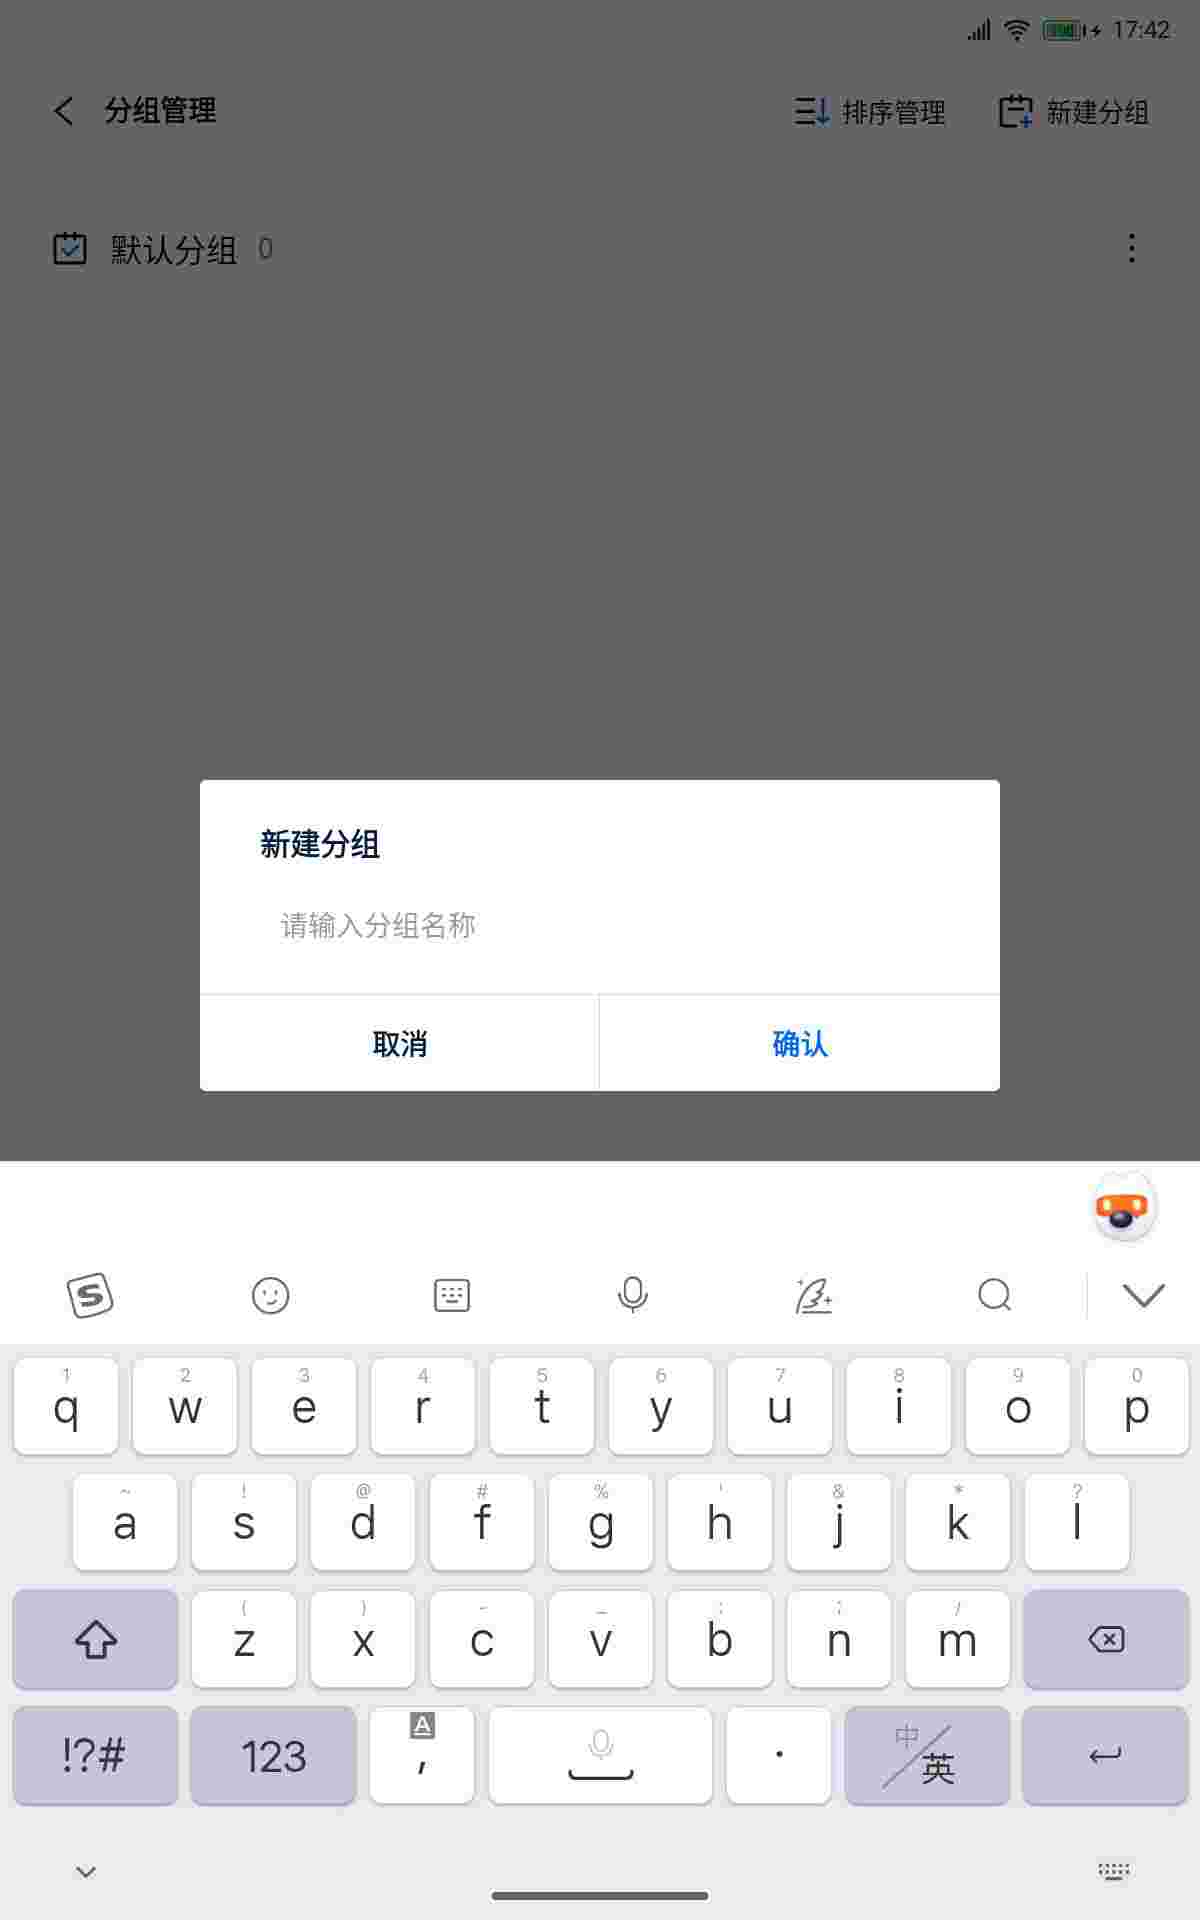 17:42
分组管理 排序管理 新建分组
默认分组 0
新建分组
请输入分组名称
取消 确认
1 2 3 4 5 6 7 8 9 0
q w e r t y u i o p
~ ! @ # % ' & * ?
a s d f g h j k l
( ) - _ : ; /
z x c v b n m
!?# 123 , . 中/英